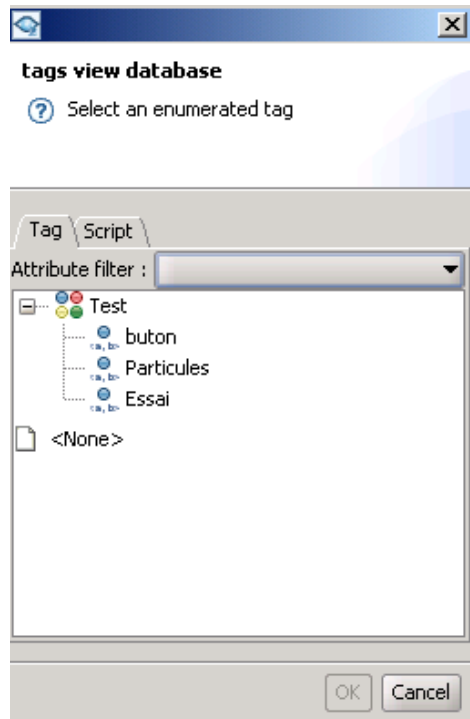 tags view database
Select an enumerated tag
Tag Script
Attribute filter :
Test
buton
Particules
Essai
<None>
OK Cancel